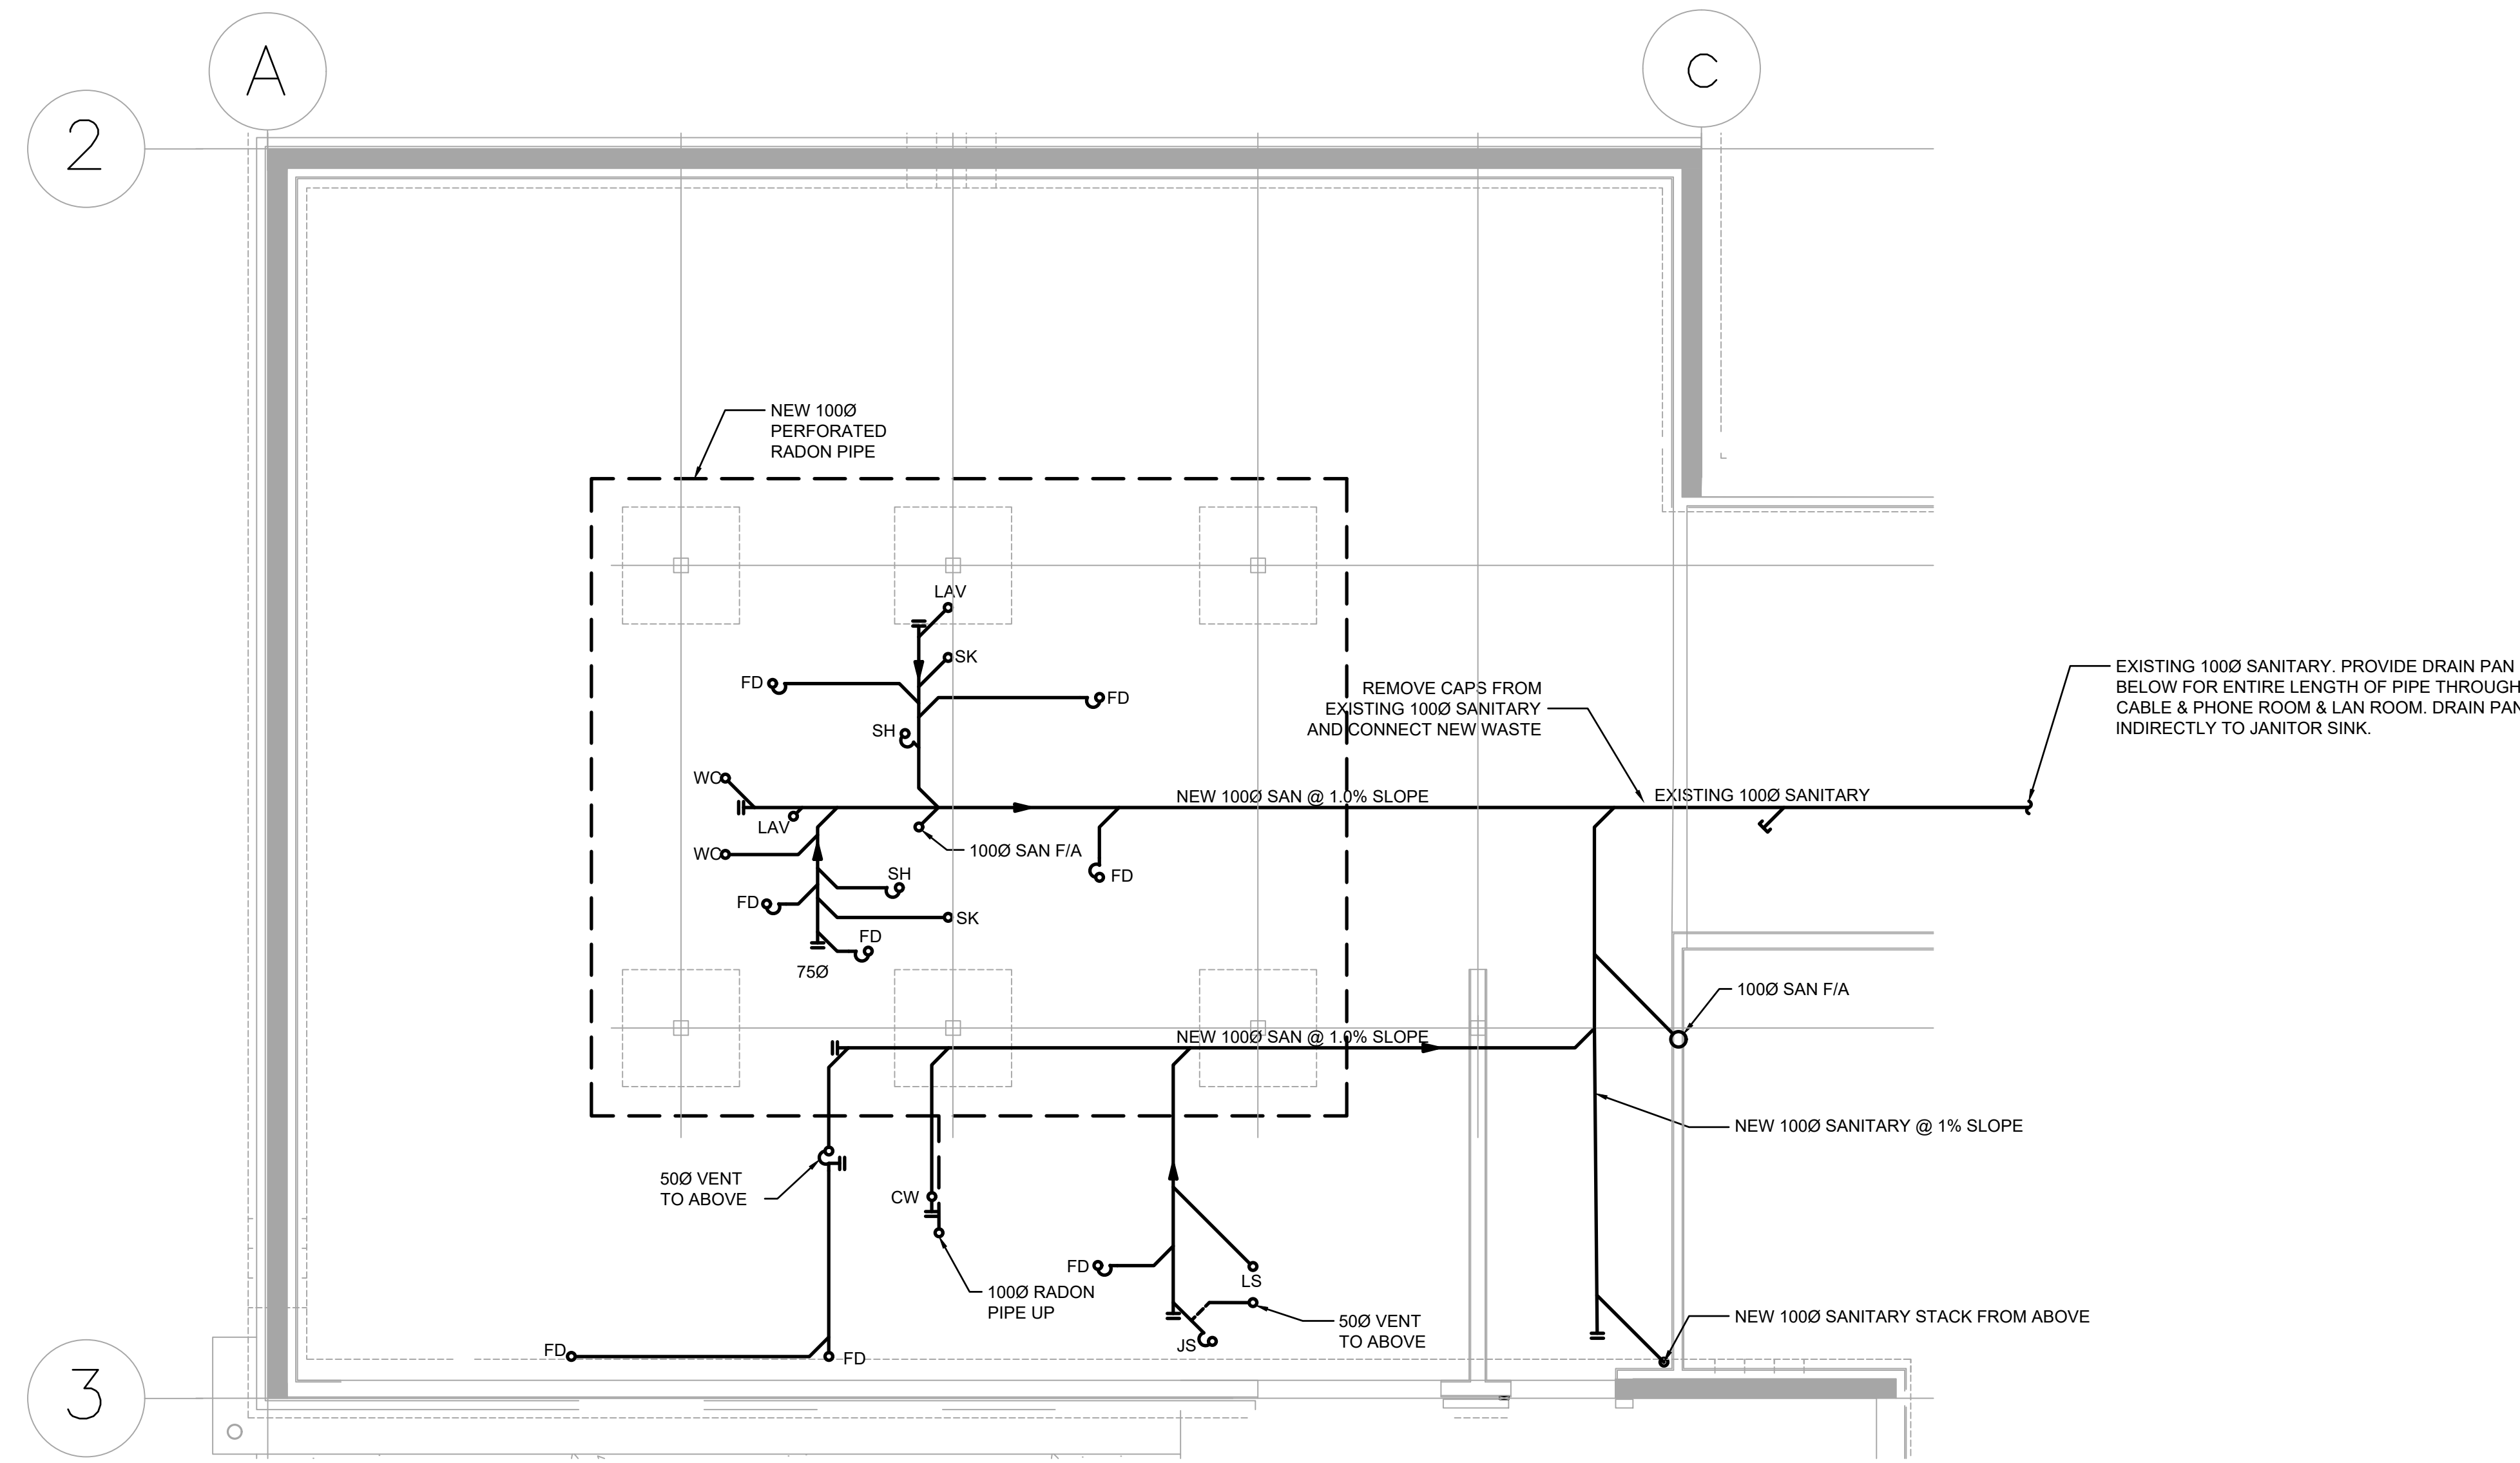 A
C
2
NEW 100Ø
PERFORATED
RADON PIPE
LAV
SK
FD
FD
SH
REMOVE CAPS FROM
EXISTING 100Ø SANITARY
AND CONNECT NEW WASTE
EXISTING 100Ø SANITARY. PROVIDE DRAIN PAN
BELOW FOR ENTIRE LENGTH OF PIPE THROUGH
CABLE & PHONE ROOM & LAN ROOM. DRAIN PAN
INDIRECTLY TO JANITOR SINK.
WC
NEW 100Ø SAN @ 1.0% SLOPE
EXISTING 100Ø SANITARY
LAV
WC
100Ø SAN F/A
SH
FD
FD
SK
FD
75Ø
100Ø SAN F/A
NEW 100Ø SAN @ 1.0% SLOPE
NEW 100Ø SANITARY @ 1% SLOPE
50Ø VENT
TO ABOVE
CW
FD
LS
100Ø RADON
PIPE UP
50Ø VENT
TO ABOVE
NEW 100Ø SANITARY STACK FROM ABOVE
JS
FD
FD
3